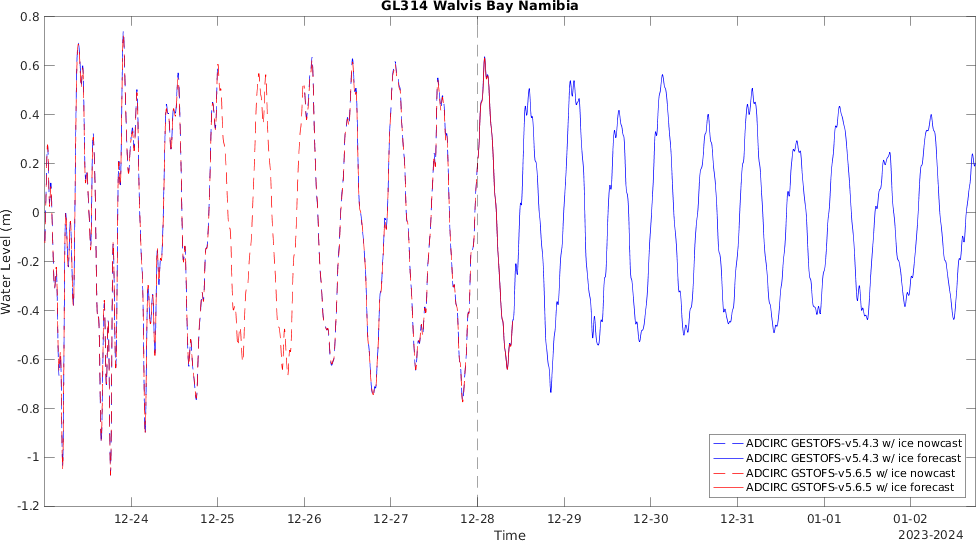 GL314 Walvis Bay Namibia
0.8
0.6
0.4
0.2
0
-0.2
-0.4
-0.6
-0.8
-1
-1.2
Water Level (m)
12-24 12-25 12-26 12-27 12-28 12-29 12-30 12-31 01-01 01-02
Time
2023-2024
ADCIRC GESTOFS-v5.4.3 w/ ice nowcast
ADCIRC GESTOFS-v5.4.3 w/ ice forecast
ADCIRC GSTOFS-v5.6.5 w/ ice nowcast
ADCIRC GSTOFS-v5.6.5 w/ ice forecast